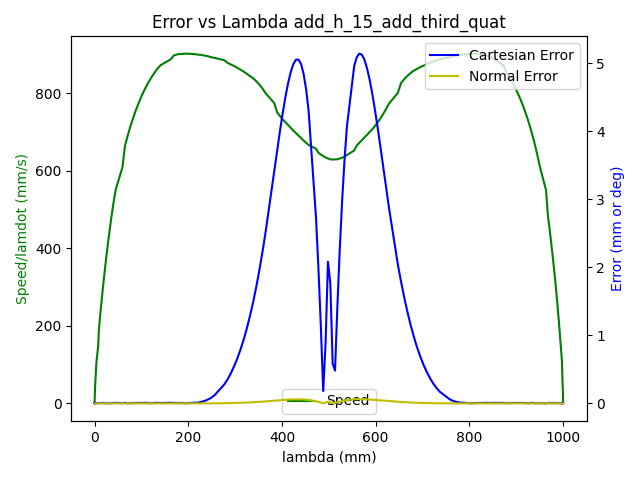 Error vs Lambda add_h_15_add_third_quat
Cartesian Error
Normal Error
Speed/lamdot (mm/s)
800
600
400
200
0
5
4
3
2
1
0
Error (mm or deg)
Speed
0 200 400 600 800 1000
lambda (mm)